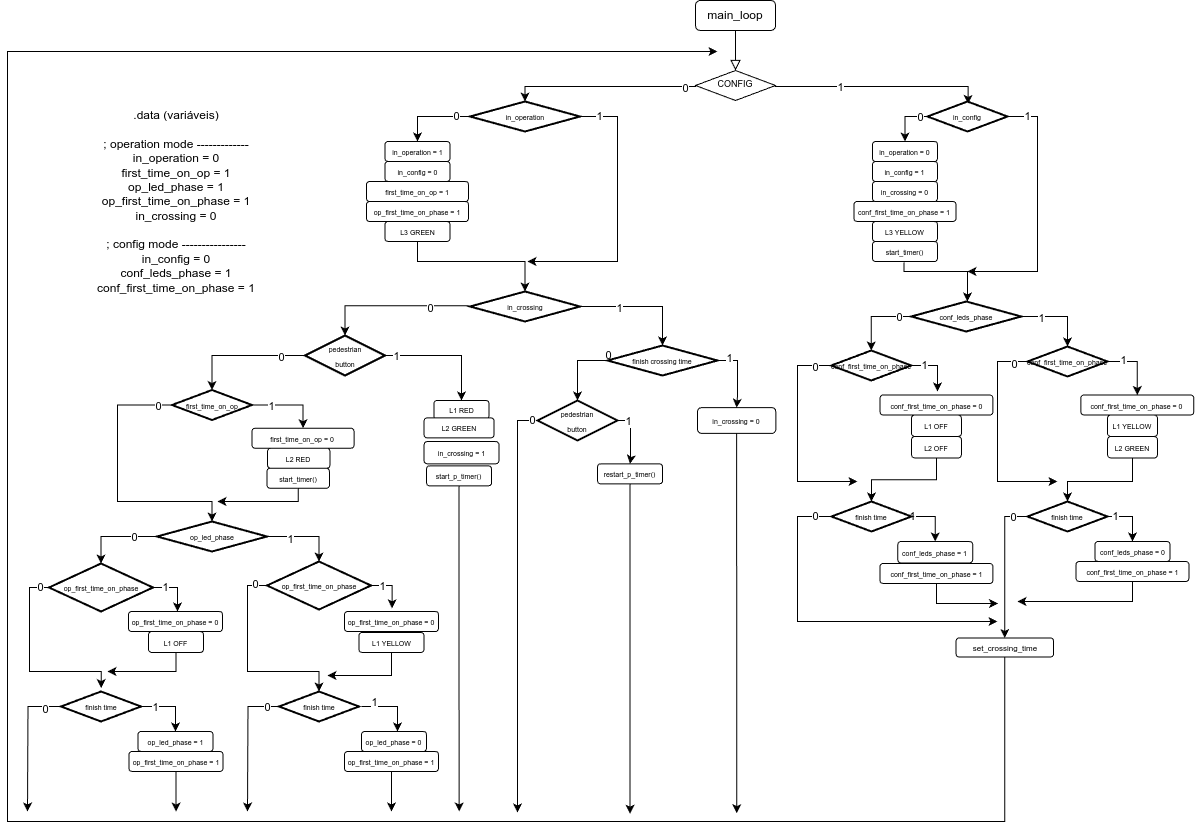 main_loop
CONFIG
0
1
.data (variáveis)
; operation mode -------------
in_operation = 0
first_time_on_op = 1
op_led_phase = 1
op_first_time_on_phase = 1
in_crossing = 0
; config mode ----------------
in_config = 0
conf_leds_phase = 1
conf_first_time_on_phase = 1
in_operation
0
1
in_operation = 1
in_config = 0
first_time_on_op = 1
op_first_time_on_phase = 1
L3 GREEN
in_crossing
0
1
pedestrian
button
0
1
first_time_on_op
0
1
first_time_on_op = 0
L2 RED
start_timer()
op_led_phase
0
1
op_first_time_on_phase
0
1
op_first_time_on_phase = 0
L1 OFF
finish time
0
1
op_led_phase = 1
op_first_time_on_phase = 1
op_first_time_on_phase
0
1
op_first_time_on_phase = 0
L1 YELLOW
finish time
0
1
op_led_phase = 0
op_first_time_on_phase = 1
L1 RED
L2 GREEN
in_crossing = 1
start_p_timer()
finish crossing time
0
1
pedestrian
button
0
1
restart_p_timer()
in_crossing = 0
in_config
0
1
in_operation = 0
in_config = 1
in_crossing = 0
conf_first_time_on_phase = 1
L3 YELLOW
start_timer()
conf_leds_phase
0
1
conf_first_time_on_phase
0
1
conf_first_time_on_phase = 0
L1 OFF
L2 OFF
finish time
0
1
conf_leds_phase = 1
conf_first_time_on_phase = 1
conf_first_time_on_phase
0
1
conf_first_time_on_phase = 0
L1 YELLOW
L2 GREEN
finish time
0
1
conf_leds_phase = 0
conf_first_time_on_phase = 1
set_crossing_time